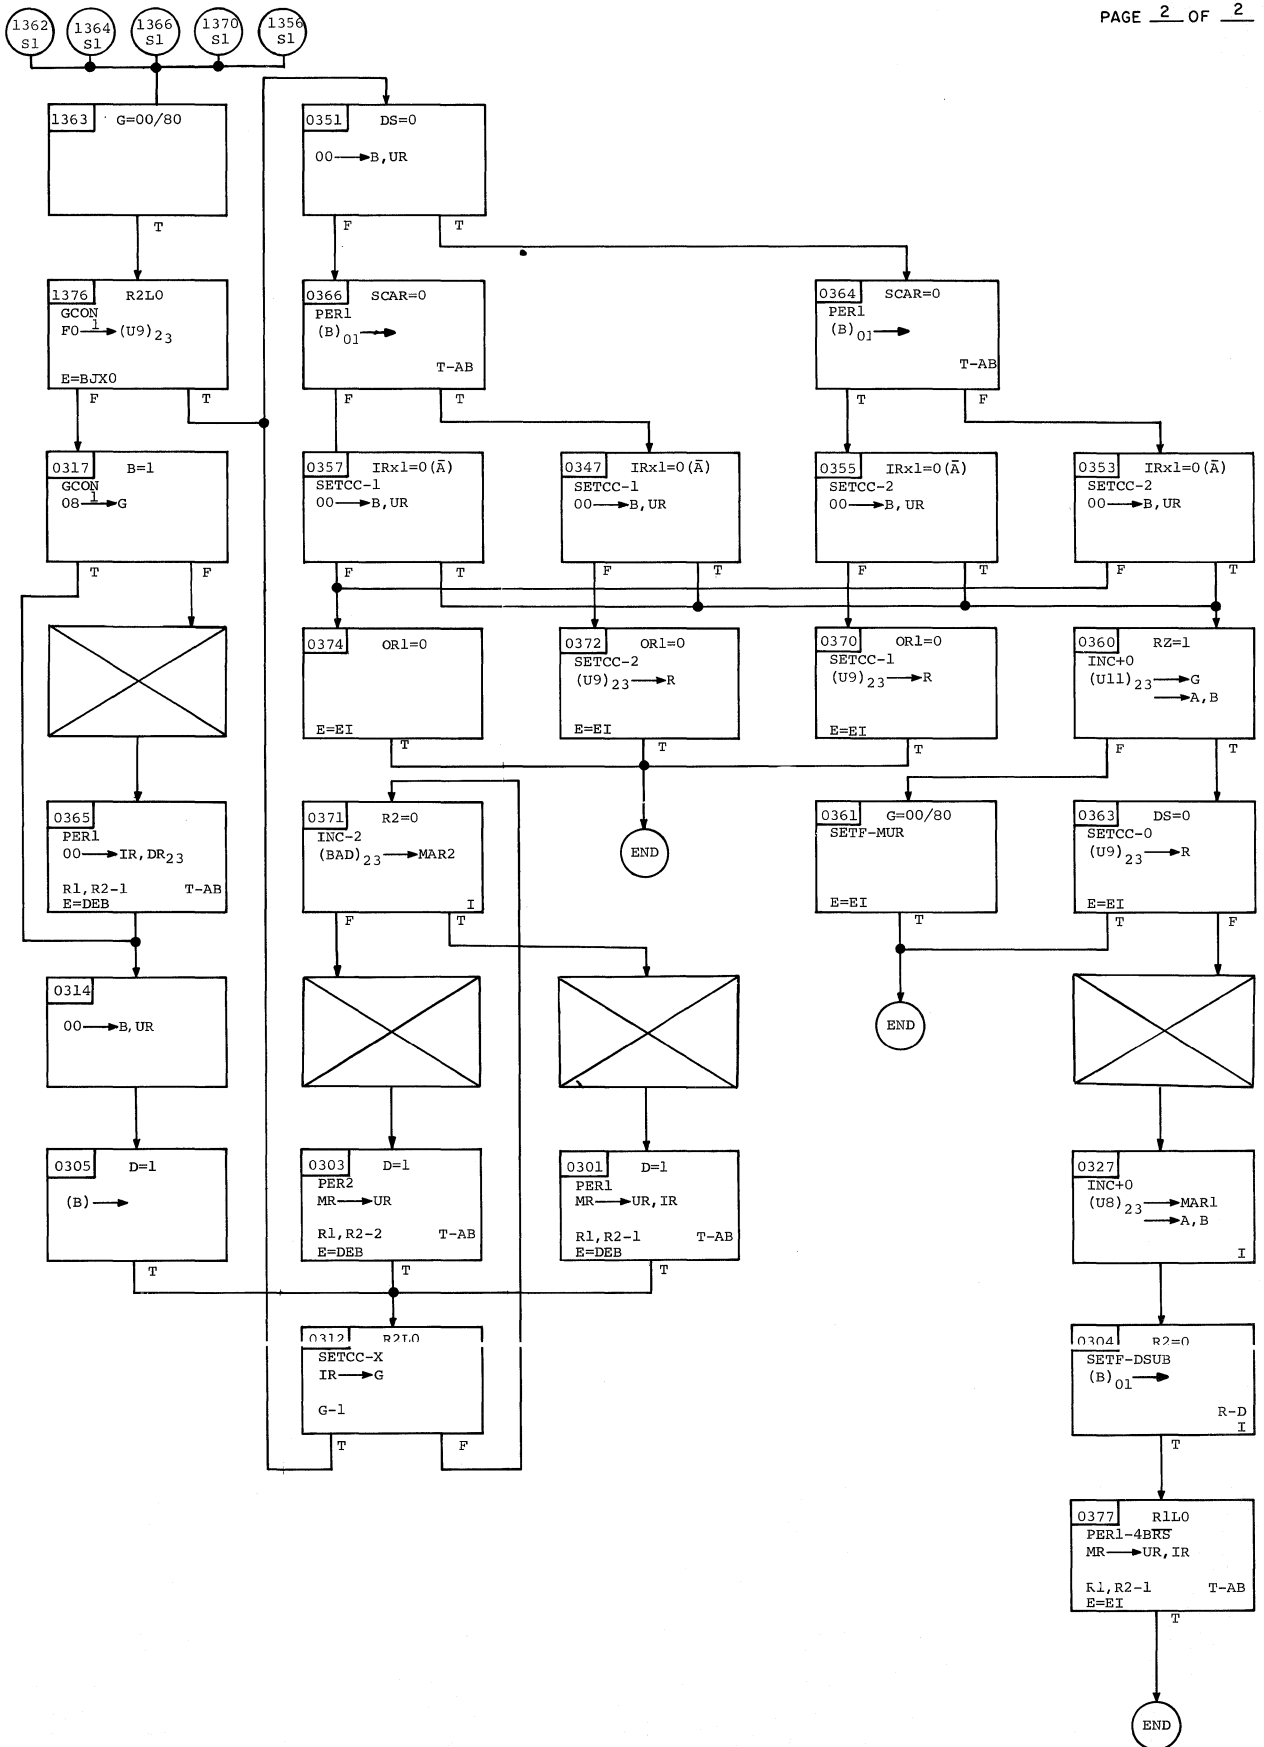 PAGE 2 OF 2
1362 S1
1364 S1
1366 S1
1370 S1
1356 S1
1363 G=00/80
T
0351 DS=0
00→B,UR
F T
1376 R2L0
GCON
F0 1→(U9)23
E=BJX0
F T
0366 SCAR=0
PER1
(B)01→
T-AB
F T
0364 SCAR=0
PER1
(B)01→
T-AB
T F
0317 B=1
GCON
08 1→G
T F
0357 IRx1=0(Ā)
SETCC-1
00→B,UR
F T
0347 IRx1=0(Ā)
SETCC-1
00→B,UR
F T
0355 IRx1=0(Ā)
SETCC-2
00→B,UR
F T
0353 IRx1=0(Ā)
SETCC-2
00→B,UR
F T
0374 OR1=0
E=EI
T
0372 OR1=0
SETCC-2
(U9)23→R
E=EI
T
0370 OR1=0
SETCC-1
(U9)23→R
E=EI
T
0360 RZ=1
INC+0
(U11)23→G
→A,B
F T
END
0365
PER1
00→IR,DR23
R1,R2-1 T-AB
E=DEB
0371 R2=0
INC-2
(BAD)23→MAR2
I
F T
0361 G=00/80
SETF-MUR
E=EI
T
0363 DS=0
SETCC-0
(U9)23→R
E=EI
T F
END
0314
00→B,UR
0305 D=1
(B)→
T
0303 D=1
PER2
MR→UR
R1,R2-2 T-AB
E=DEB
T
0301 D=1
PER1
MR→UR,IR
R1,R2-1 T-AB
E=DEB
T
0327
INC+0
(U8)23→MAR1
→A,B
I
0312 R2L0
SETCC-X
IR→G
G-1
T F
0304 R2=0
SETF-DSUB
(B)01→
R-D
I
T
0377 R1L0
PER1-4BR̅S̅
MR→UR,IR
R1,R2-1 T-AB
E=EI
T
END